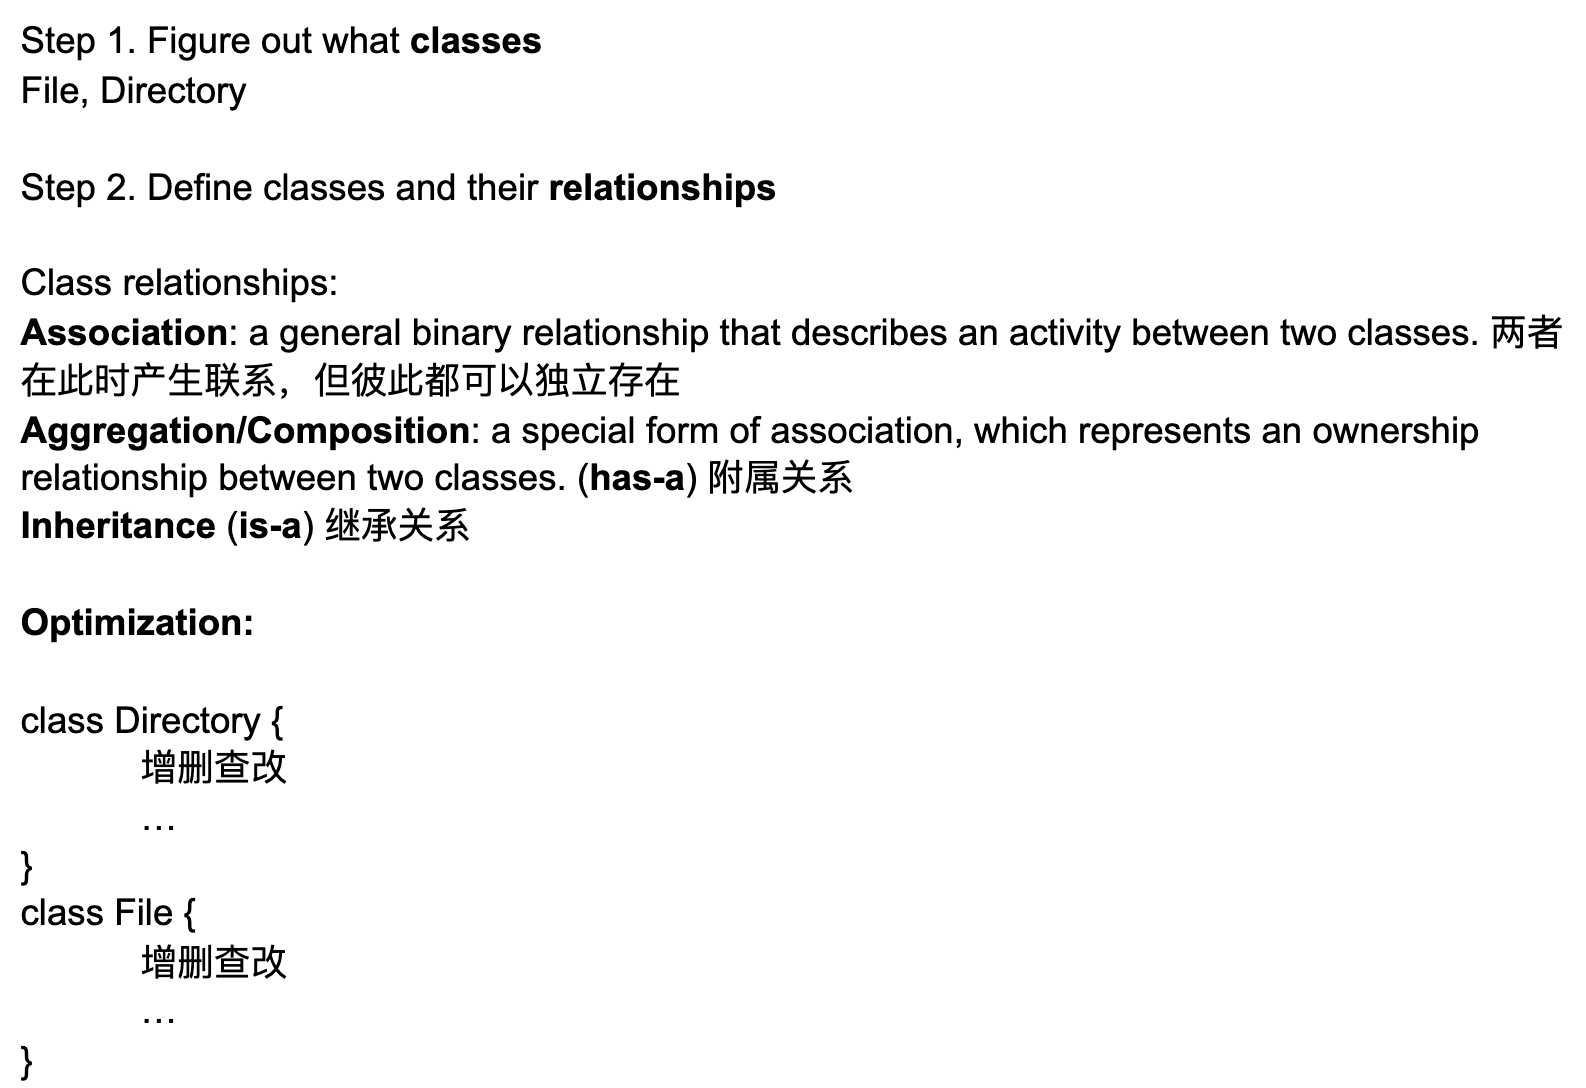 Step 1. Figure out what classes
File, Directory
Step 2. Define classes and their relationships
Class relationships:
Association: a general binary relationship that describes an activity between two classes. 两者
在此时产生联系，但彼此都可以独立存在
Aggregation/Composition: a special form of association, which represents an ownership
relationship between two classes. (has-a) 附属关系
Inheritance (is-a) 继承关系
Optimization:
class Directory {
增删查改
…
}
class File {
增删查改
…
}